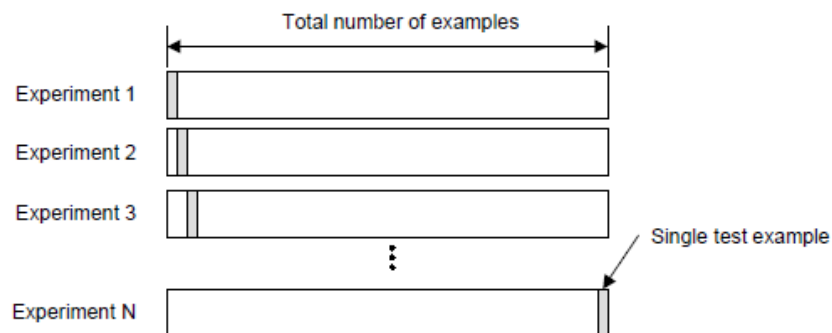 Total number of examples
Experiment 1
Experiment 2
Experiment 3
Single test example
Experiment N